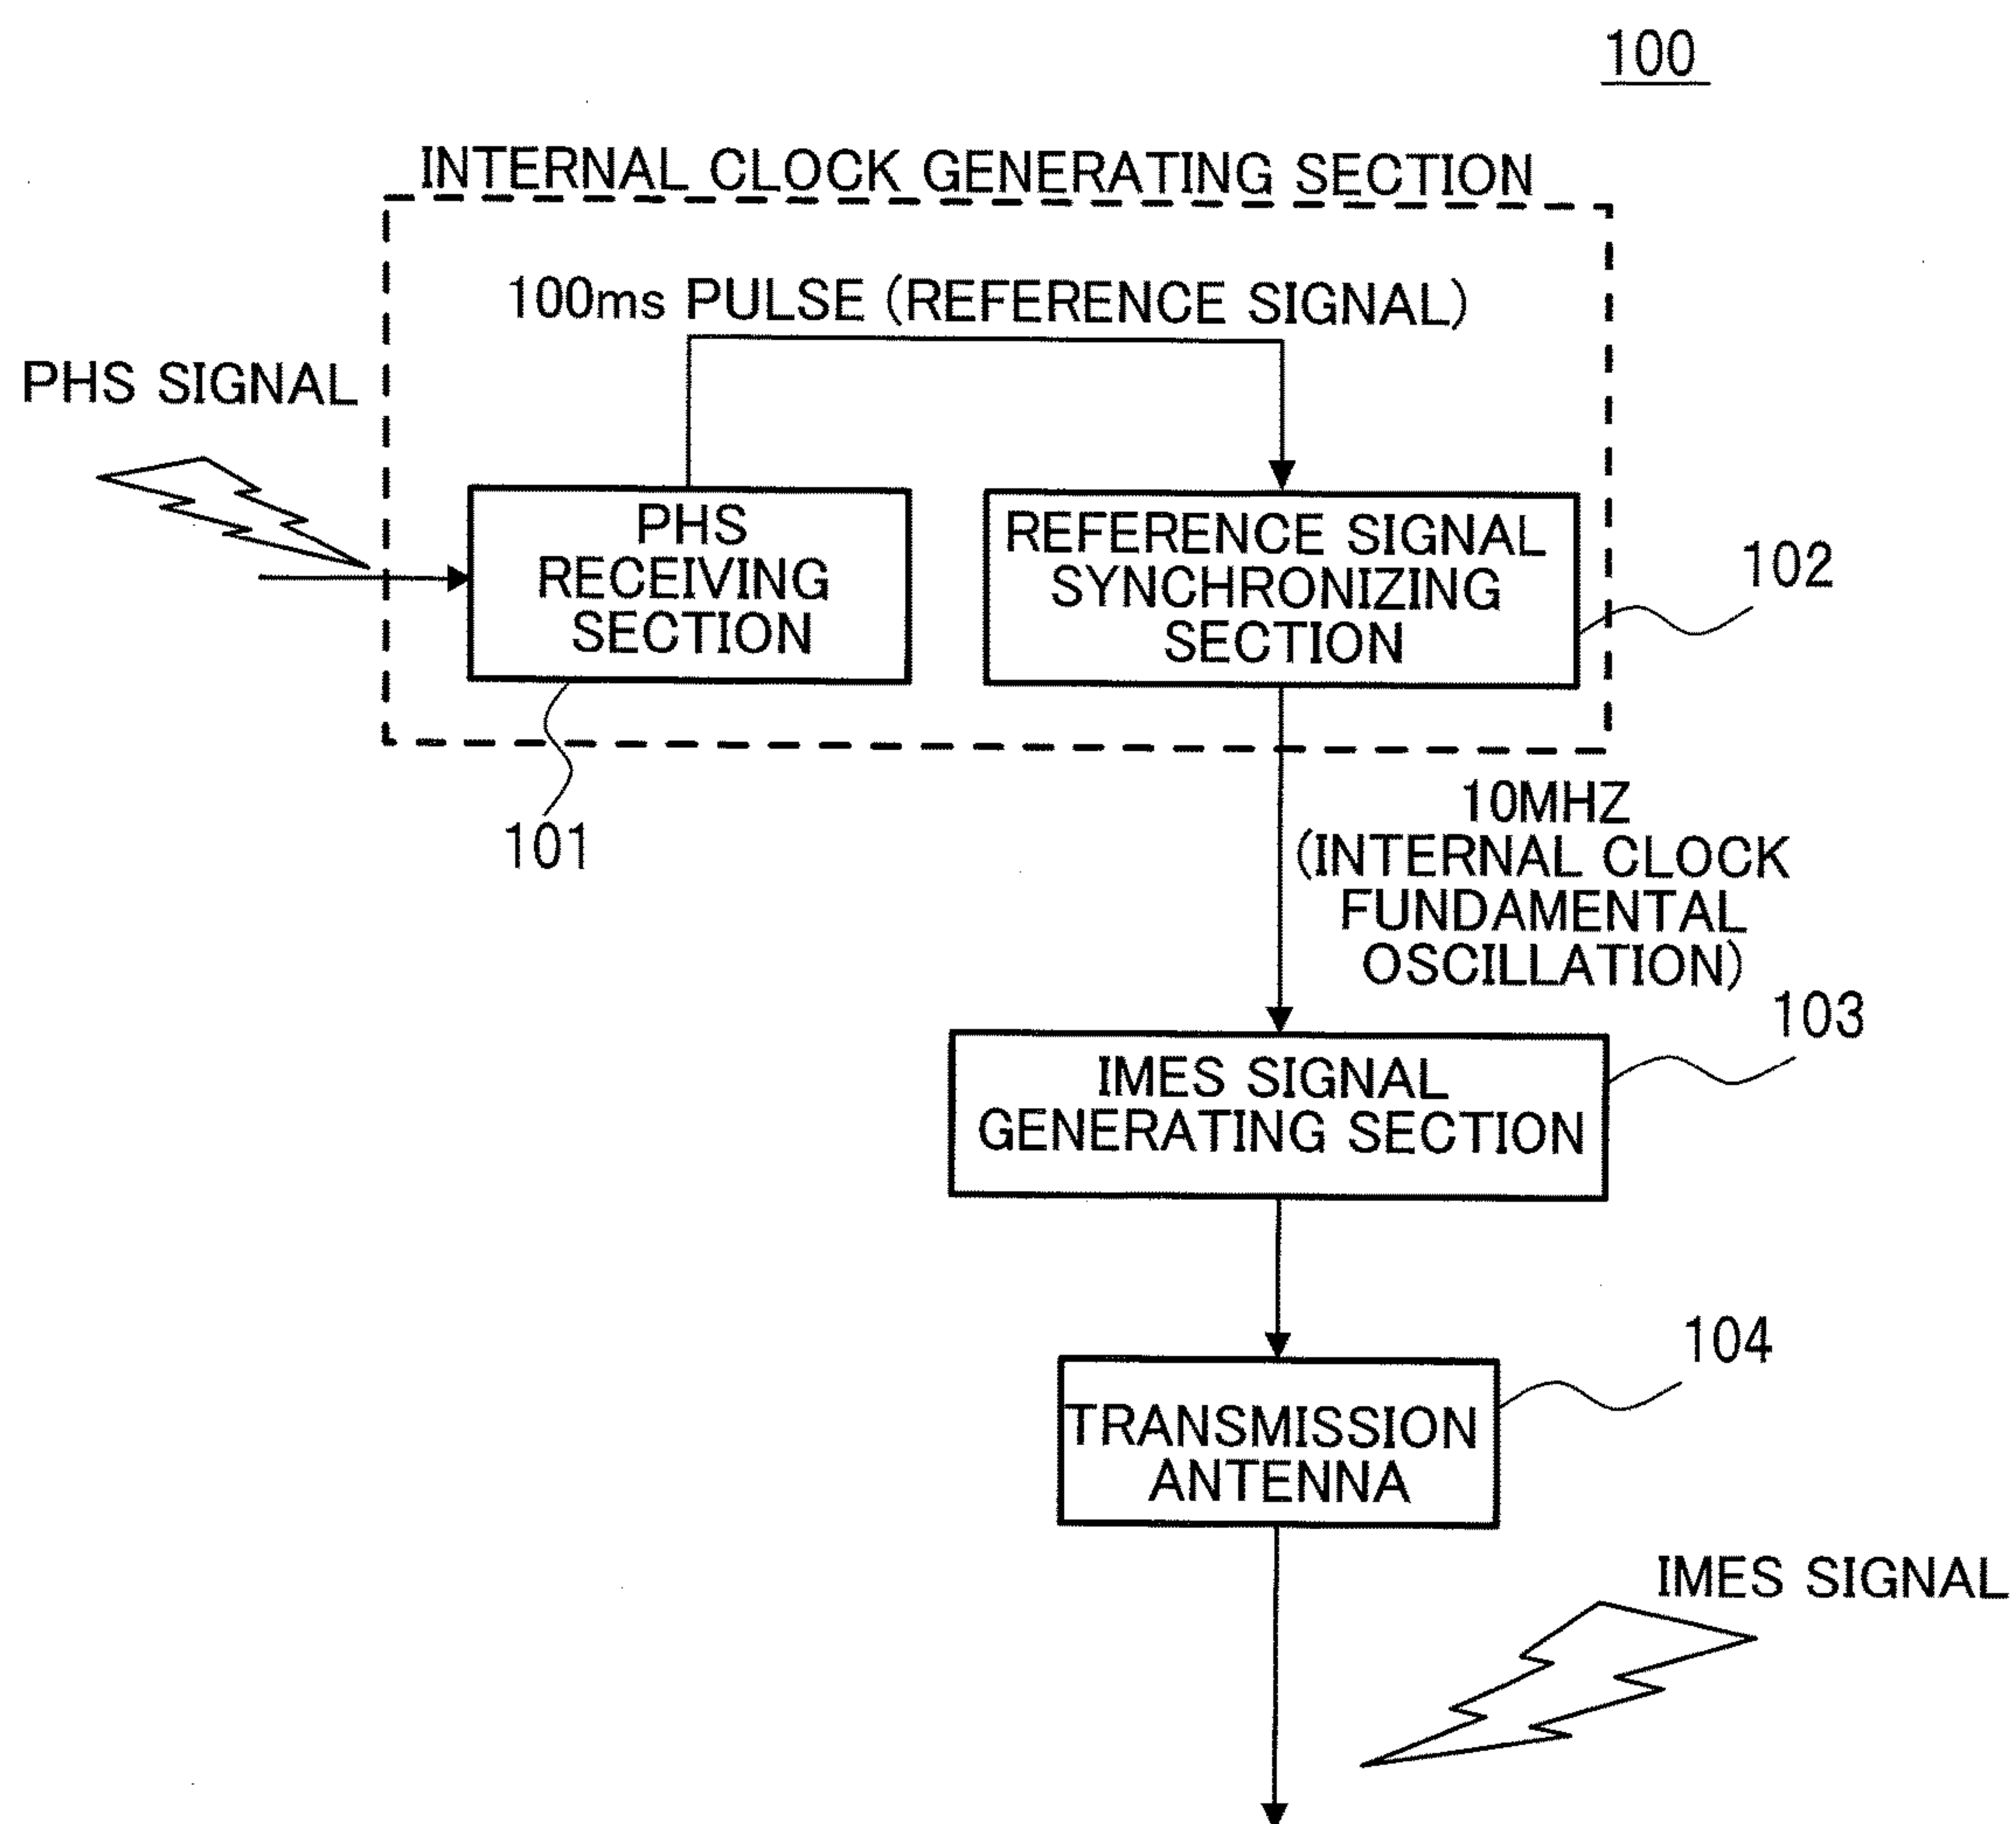 100
INTERNAL CLOCK GENERATING SECTION
100ms PULSE (REFERENCE SIGNAL)
PHS SIGNAL
PHS
RECEIVING
SECTION
REFERENCE SIGNAL
SYNCHRONIZING
SECTION
102
101
10MHZ
(INTERNAL CLOCK
FUNDAMENTAL
OSCILLATION)
103
IMES SIGNAL
GENERATING SECTION
104
TRANSMISSION
ANTENNA
IMES SIGNAL